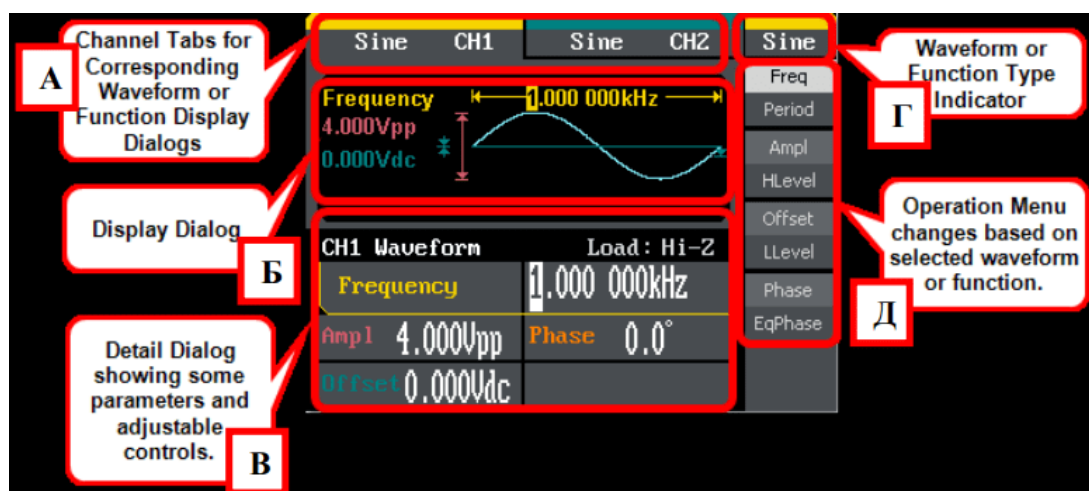 Channel Tabs for
Corresponding
Waveform or
Function Display
Dialogs
А
Sine CH1
Sine CH2
Sine
Waveform or
Function Type
Indicator
Г
Frequency
1.000 000kHz
4.000Vpp
0.000Vdc
Display Dialog
Б
CH1 Waveform
Load: Hi-Z
Frequency
1.000 000kHz
Ampl 4.000Vpp
Phase 0.0°
Offset 0.000Vdc
Detail Dialog
showing some
parameters and
adjustable
controls.
В
Freq
Period
Ampl
HLevel
Offset
LLevel
Phase
EqPhase
Operation Menu
changes based on
selected waveform
or function.
Д